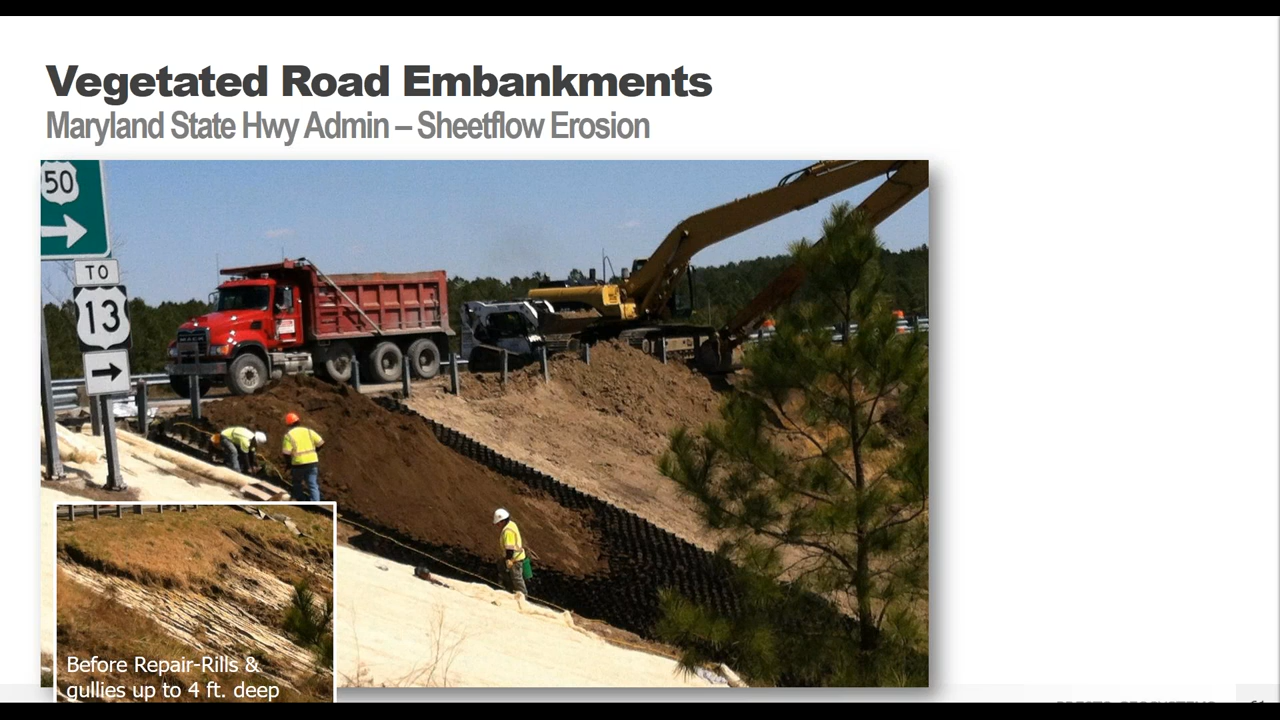 Vegetated Road Embankments
Maryland State Hwy Admin – Sheetflow Erosion
50
TO
13
Before Repair-Rills &
gullies up to 4 ft. deep